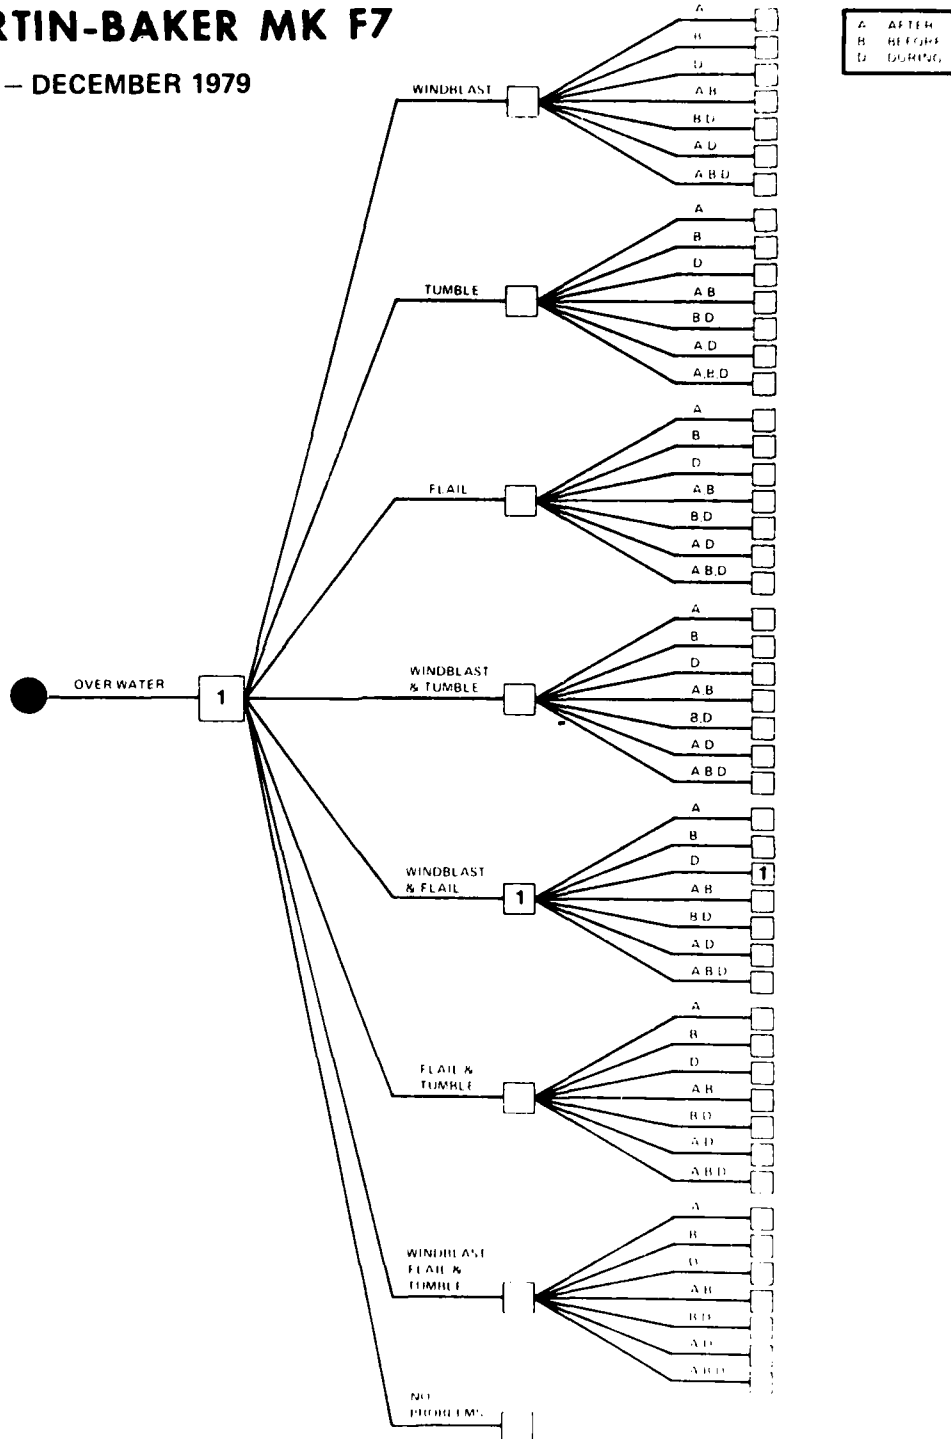 RTIN-BAKER MK F7
– DECEMBER 1979
A AFTER
B BEFORE
D DURING
OVER WATER
1
WINDBLAST
A
B
D
A B
B D
A D
A B D
TUMBLE
A
B
D
A B
B D
A D
A,B,D
FLAIL
A
B
D
A B
B,D
A D
A B,D
WINDBLAST
& TUMBLE
A
B
D
A,B
B,D
A D
A B D
WINDBLAST
& FLAIL
1
A
B
D
1
A B
B D
A D
A B D
FLAIL &
TUMBLE
A
B
D
A B
B D
A D
A B D
WINDBLAST
FLAIL &
TUMBLE
A
B
D
A B
B D
A D
A B D
NO
PROBLEMS